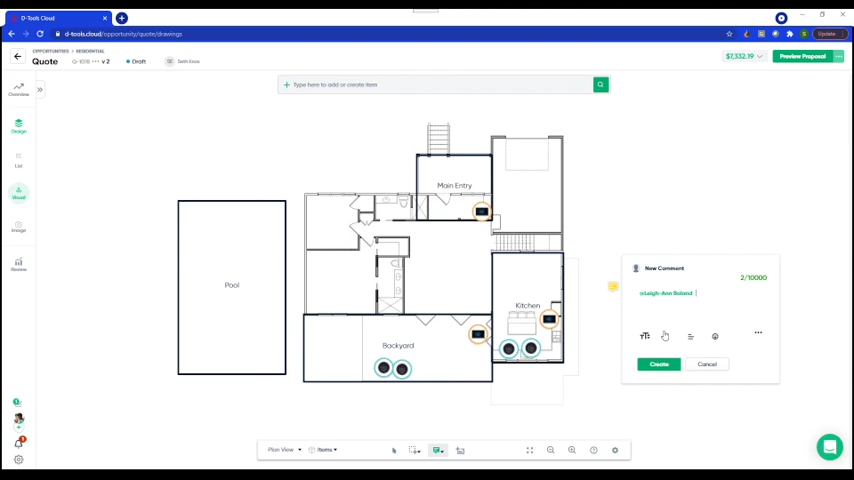 D-Tools Cloud
d-tools.cloud/opportunity/quote/drawings
Update
OPPORTUNITIES RESIDENTIAL
Quote
v 2
Draft
$7,332.19
Preview Proposal
Overview
Type here to add or create item
Design
List
Visual
Image
Review
Main Entry
Pool
Kitchen
Backyard
New Comment
2/10000
@Leigh-Ann Boland
Create
Cancel
Plan View
Items